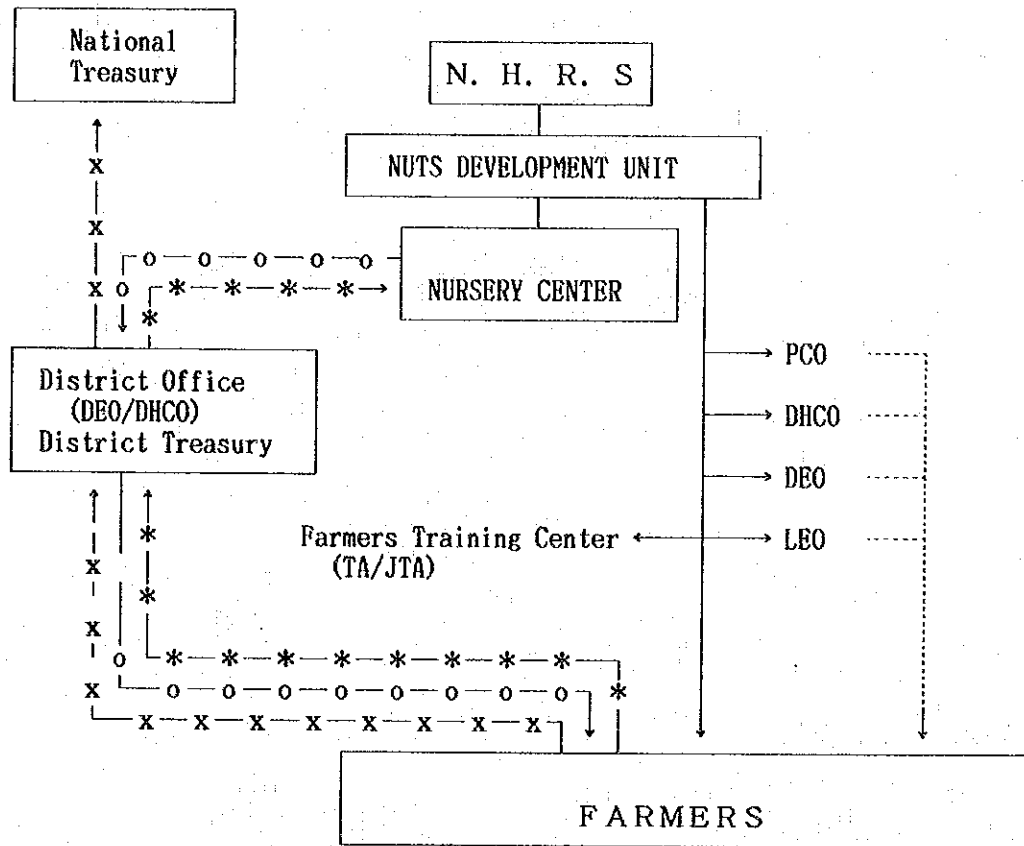 National
Treasury
N. H. R. S
NUTS DEVELOPMENT UNIT
NURSERY CENTER
District Office
(DEO/DHCO)
District Treasury
PCO
DHCO
DEO
Farmers Training Center
(TA/JTA)
LEO
FARMERS